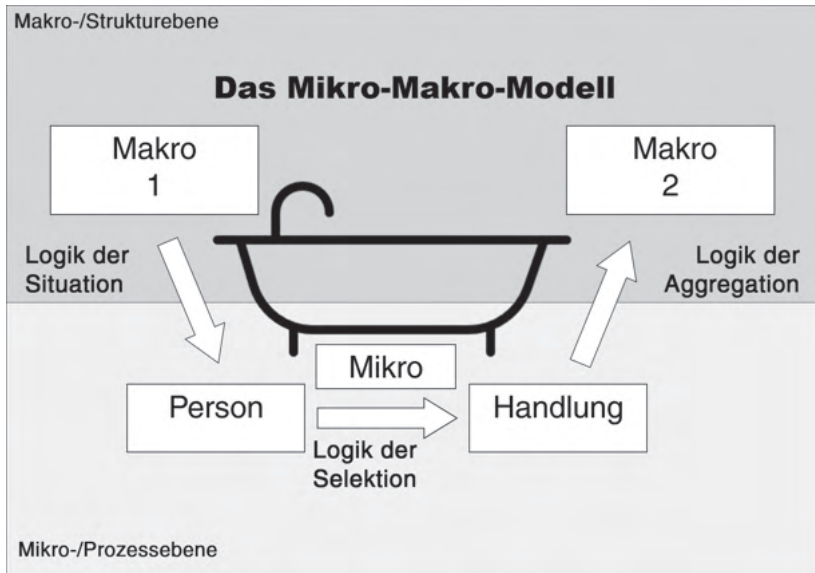 Makro-/Strukturebene
Das Mikro-Makro-Modell
Makro
1
Makro
2
Logik der
Situation
Logik der
Aggregation
Mikro
Person
Handlung
Logik der
Selektion
Mikro-/Prozessebene